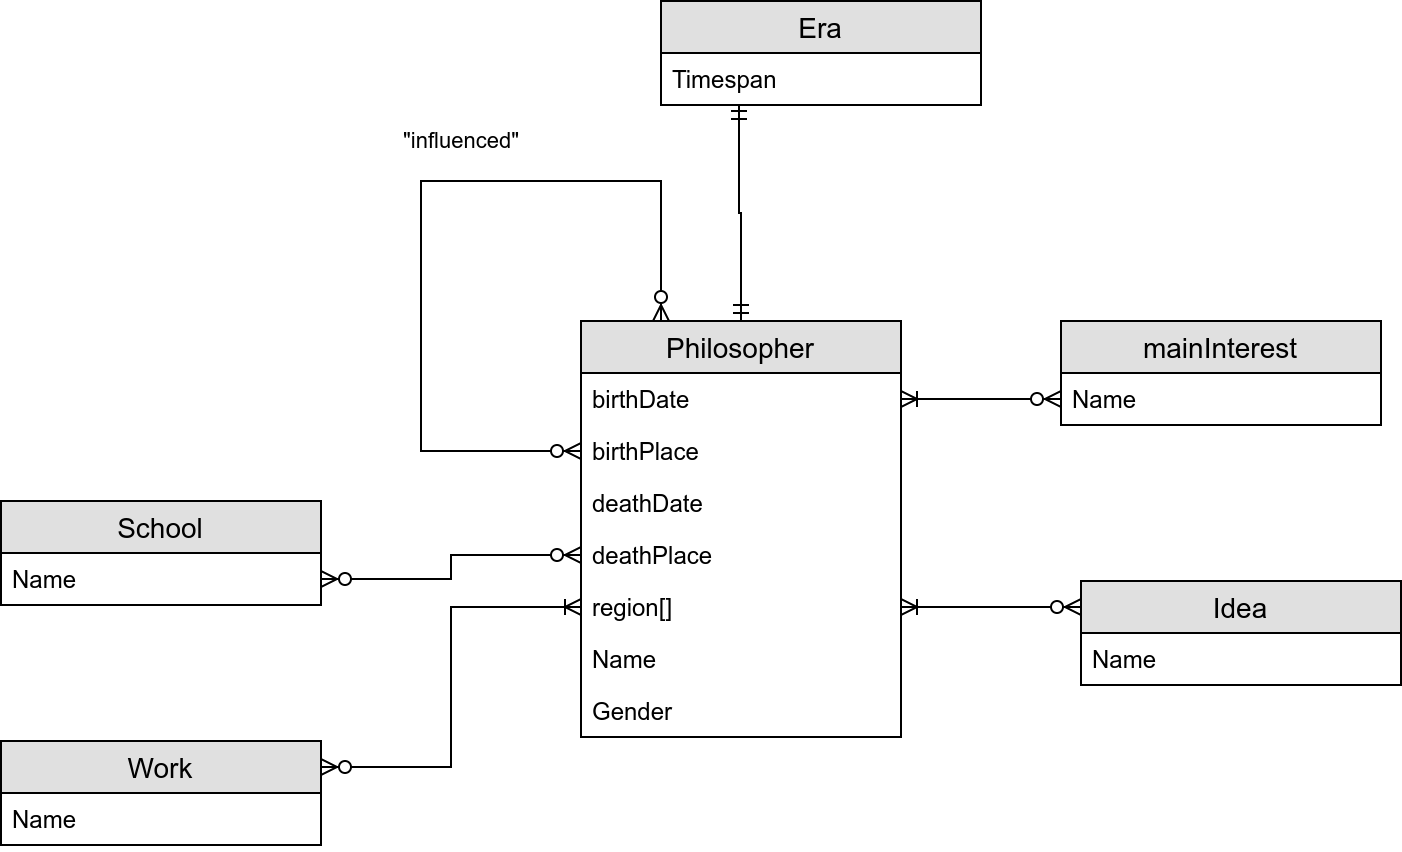 Era
Timespan
"influenced"
Philosopher
birthDate
birthPlace
deathDate
deathPlace
region[]
Name
Gender
mainInterest
Name
School
Name
Idea
Name
Work
Name